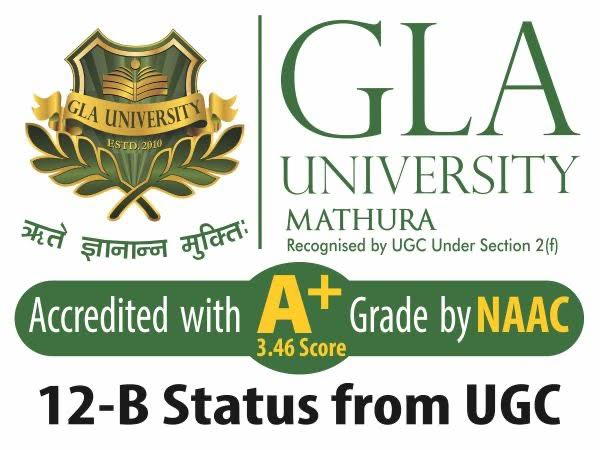 GLA UNIVERSITY
ESTD. 2010
ऋते ज्ञानान्न मुक्तिः
GLA
UNIVERSITY
MATHURA
Recognised by UGC Under Section 2(f)
Accredited with A+ Grade by NAAC
3.46 Score
12-B Status from UGC